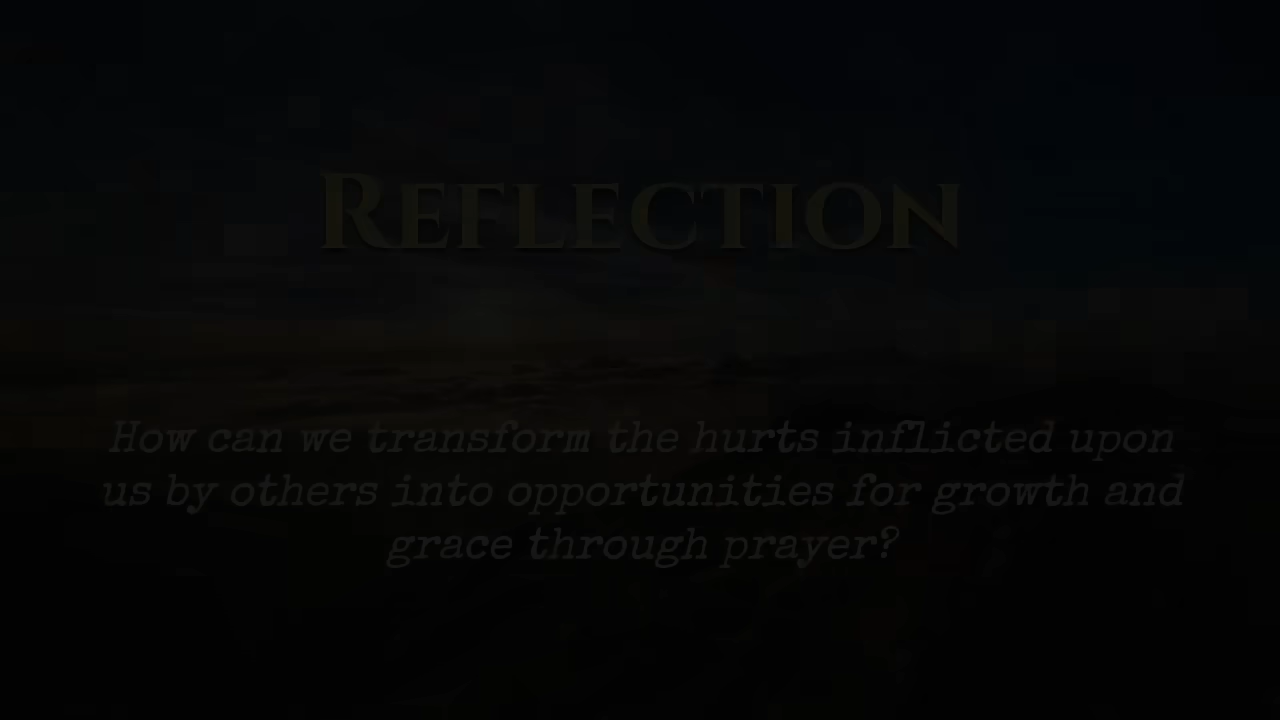 Reflection
How can we transform the hurts inflicted upon
us by others into opportunities for growth and
grace through prayer?